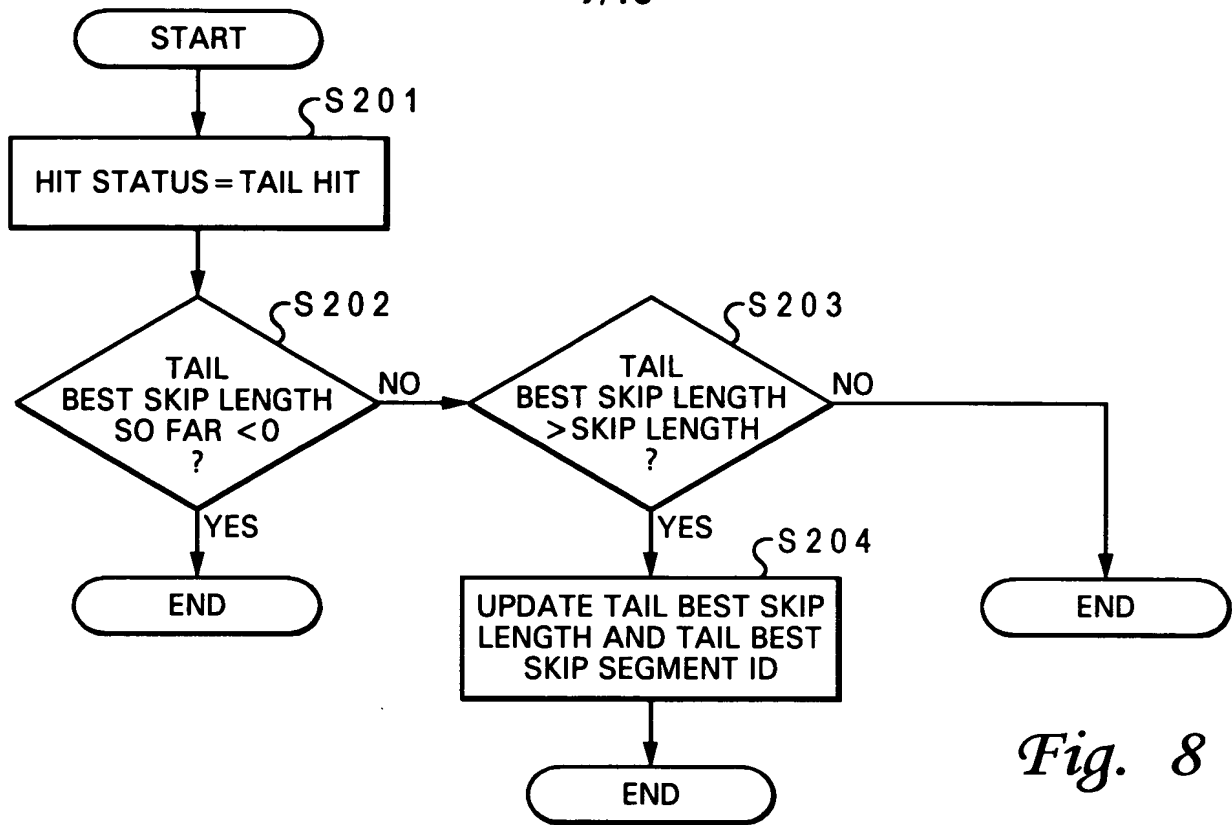 START
S201
HIT STATUS=TAIL HIT
S202
TAIL
BEST SKIP LENGTH
SO FAR <0
?
NO
YES
END
S203
TAIL
BEST SKIP LENGTH
>SKIP LENGTH
?
NO
YES
END
S204
UPDATE TAIL BEST SKIP
LENGTH AND TAIL BEST
SKIP SEGMENT ID
END
Fig. 8